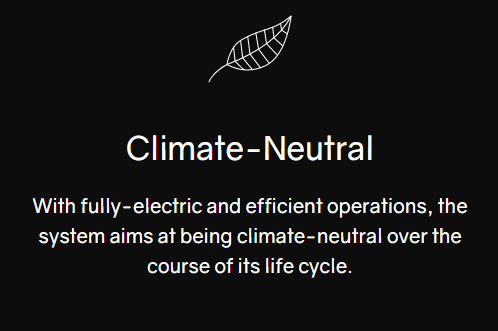 Climate-Neutral
With fully-electric and efficient operations, the
system aims at being climate-neutral over the
course of its life cycle.